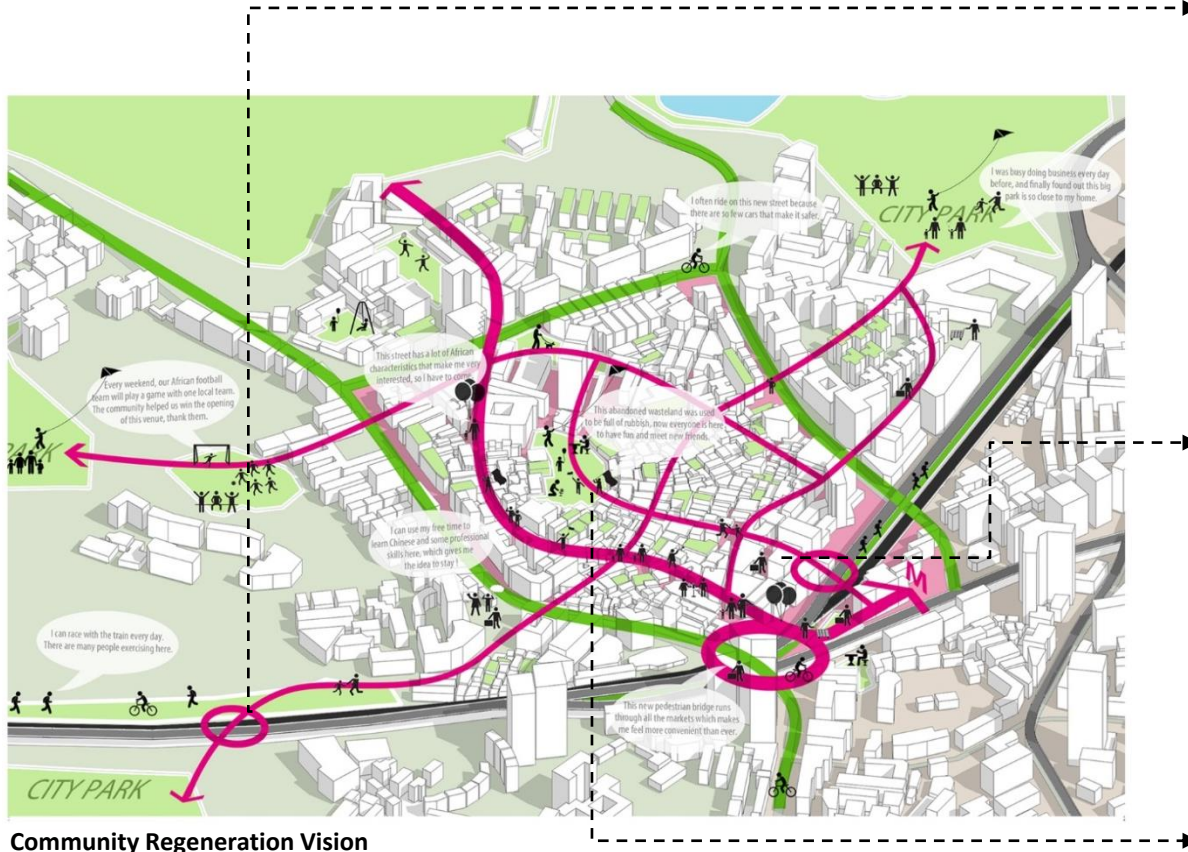 I was busy doing business every day
before, and finally found out this big
park is so close to my home.
CITY PARK
I often ride on this new street because
there are so few cars that make it safer.
This street has a lot of African
characteristics that make me very
interested, so I have to come
Every weekend, our African football
team will play a game with one local team.
The community helped us win the opening
of this venue, thank them.
This abandoned wasteland was used
to be full of rubbish, now everyone is here
to have fun and meet new friends.
I can use my free time to
learn Chinese and some professional
skills here, which gives me
the idea to stay !
M
I can race with the train every day.
There are many people exercising here.
This new pedestrian bridge runs
through all the markets which makes
me feel more convenient than ever.
CITY PARK
Community Regeneration Vision